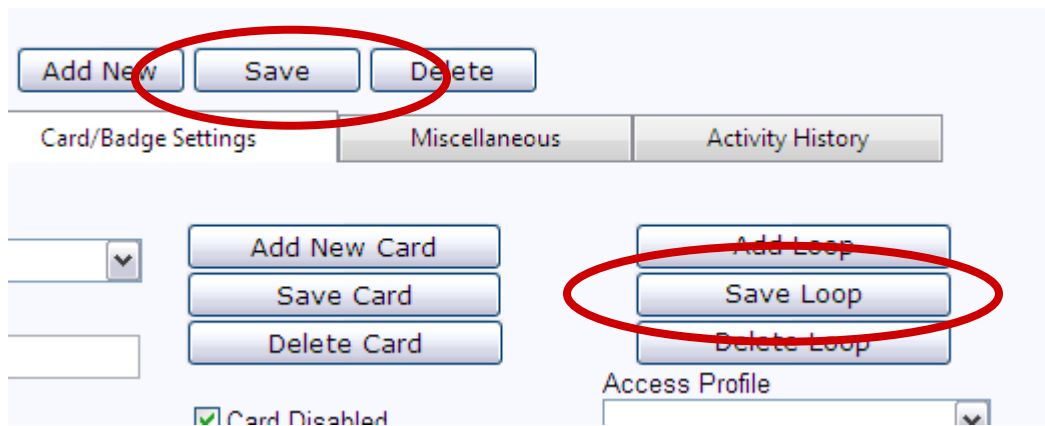 Add New Save Delete
Card/Badge Settings Miscellaneous Activity History
Add New Card Add Loop
Save Card Save Loop
Delete Card Delete Loop
Access Profile
Card Disabled